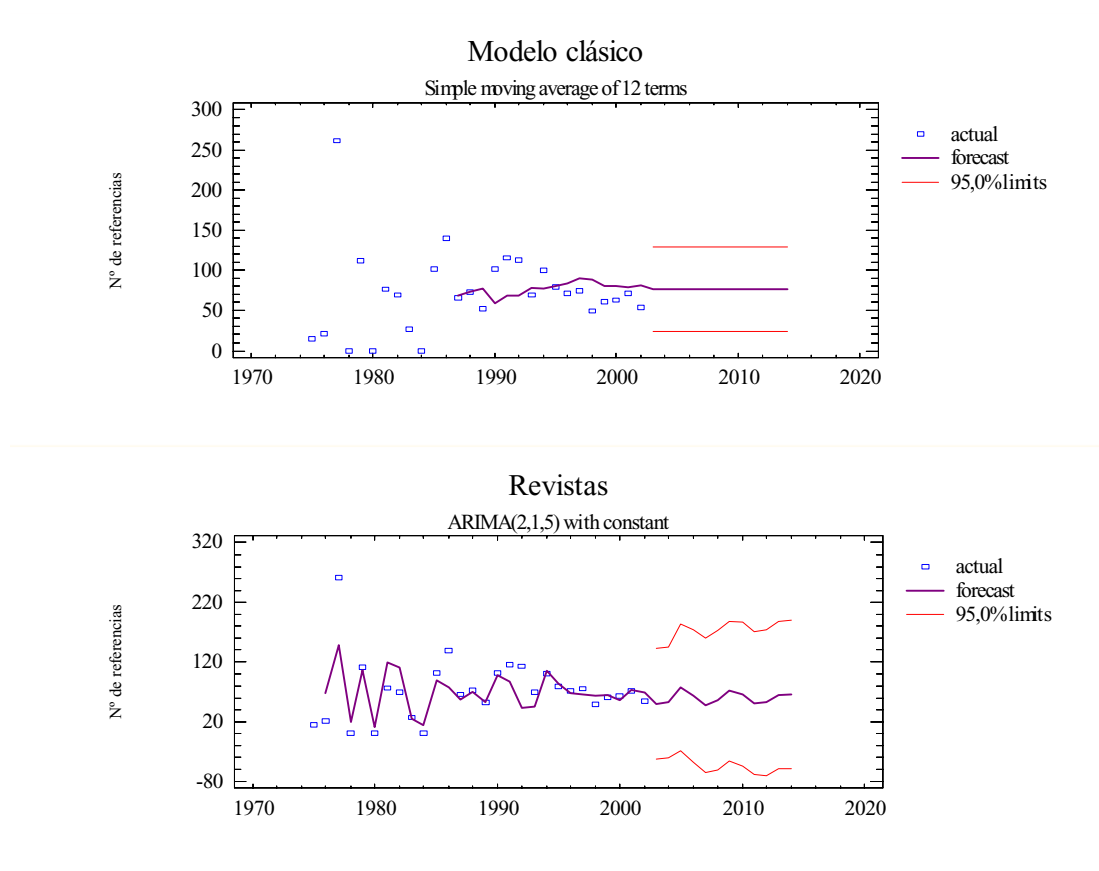 Modelo clásico
Simple moving average of 12 terms
Nº de referencias
300
250
200
150
100
50
0
1970 1980 1990 2000 2010 2020
actual
forecast
95,0% limits
Revistas
ARIMA(2,1,5) with constant
Nº de referencias
320
220
120
20
-80
1970 1980 1990 2000 2010 2020
actual
forecast
95,0% limits